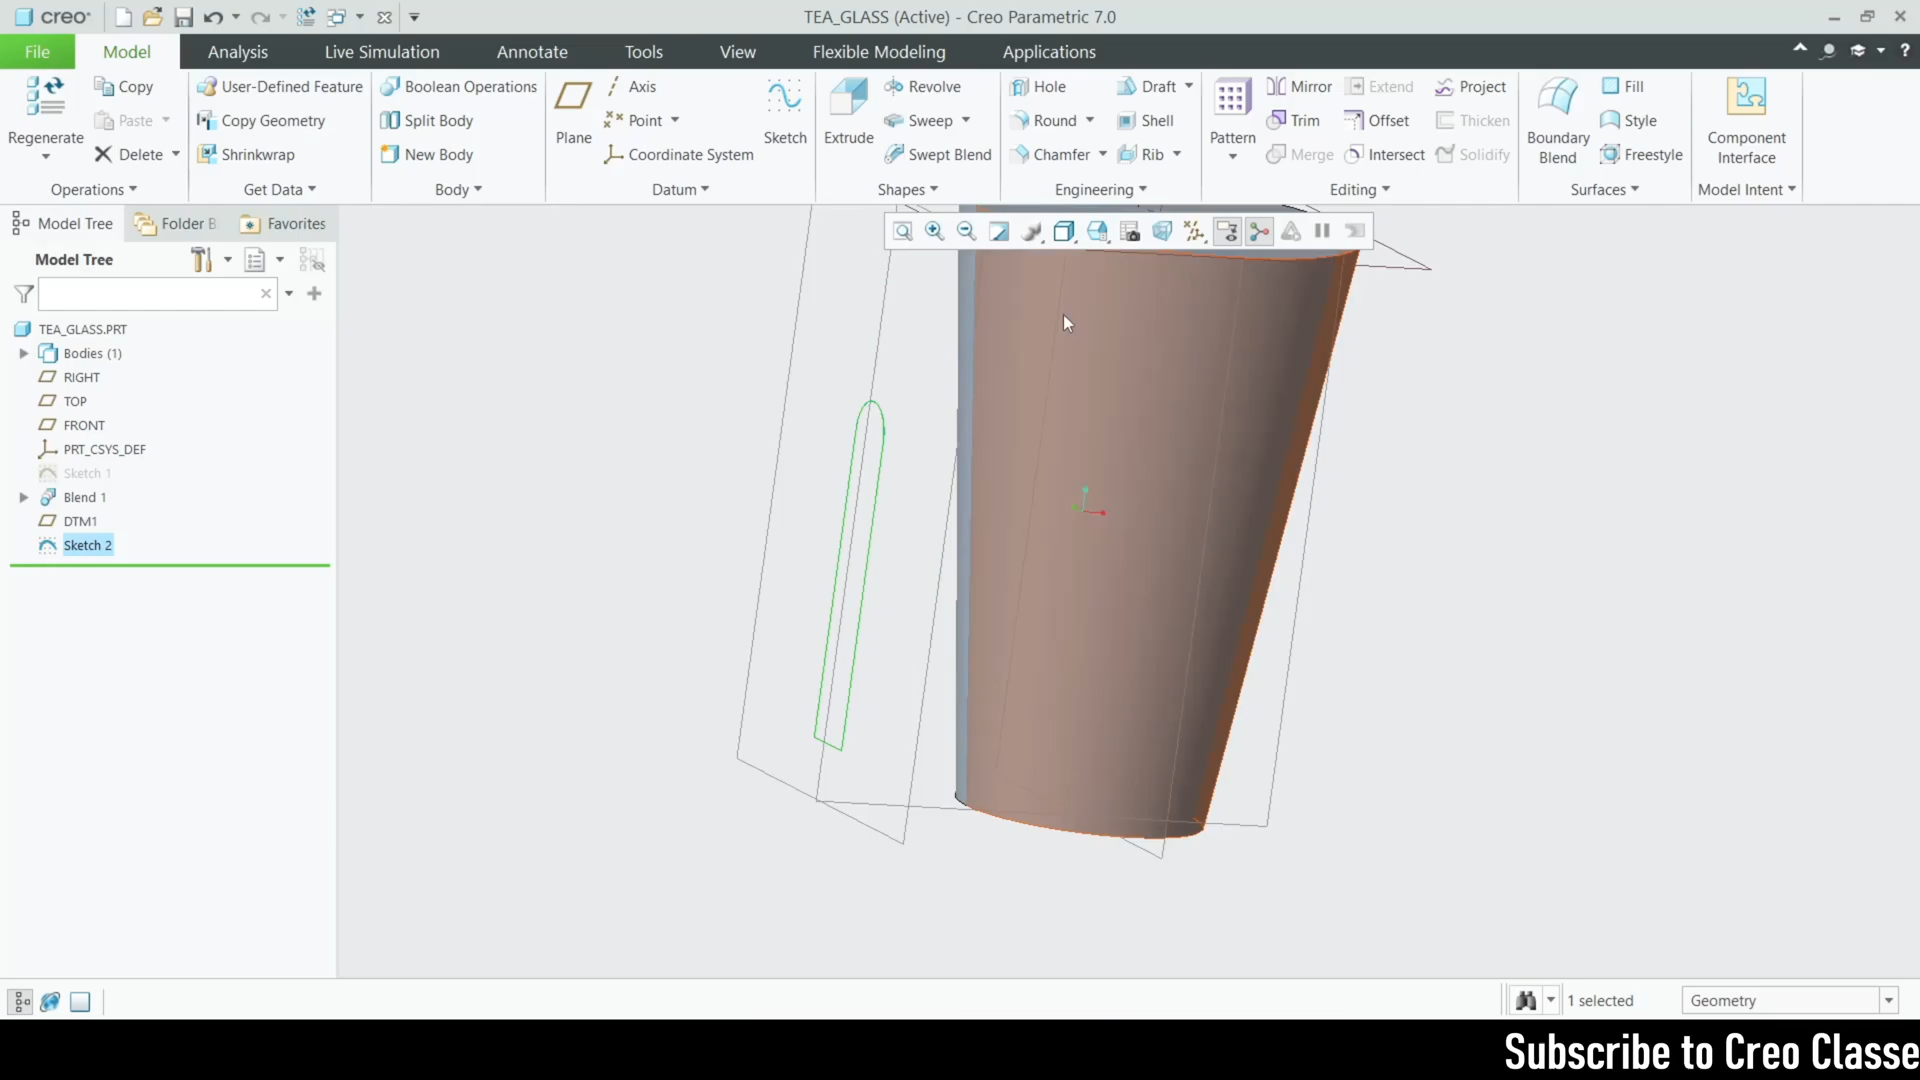 creo
TEA_GLASS (Active) - Creo Parametric 7.0
File
Model
Analysis
Live Simulation
Annotate
Tools
View
Flexible Modeling
Applications
Regenerate
Copy
Paste
Delete
Operations
User-Defined Feature
Copy Geometry
Shrinkwrap
Get Data
Boolean Operations
Split Body
New Body
Body
Plane
Axis
Point
Coordinate System
Sketch
Datum
Extrude
Revolve
Sweep
Swept Blend
Shapes
Hole
Round
Chamfer
Draft
Shell
Rib
Engineering
Pattern
Mirror
Trim
Merge
Extend
Offset
Intersect
Project
Thicken
Solidify
Editing
Boundary
Blend
Fill
Style
Freestyle
Surfaces
Component
Interface
Model Intent
Model Tree
Folder B
Favorites
Model Tree
TEA_GLASS.PRT
Bodies (1)
RIGHT
TOP
FRONT
PRT_CSYS_DEF
Sketch 1
Blend 1
DTM1
Sketch 2
1 selected
Geometry
Subscribe to Creo Classe